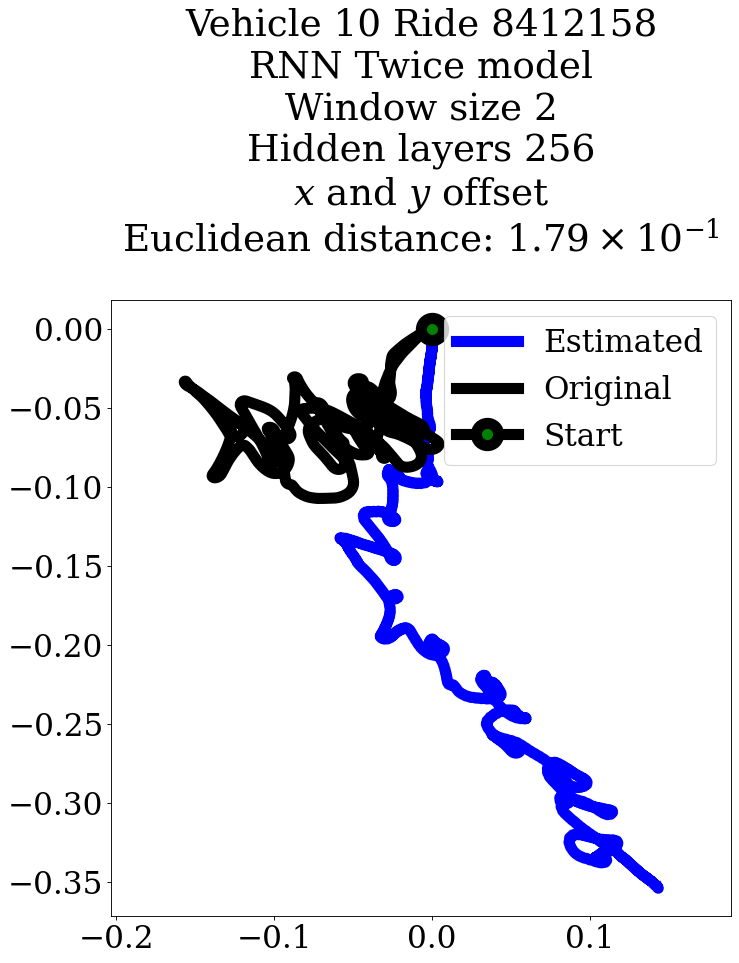 Vehicle 10 Ride 8412158
RNN Twice model
Window size 2
Hidden layers 256
x and y offset
Euclidean distance: 1.79 × 10⁻¹
Estimated
Original
Start
0.00
−0.05
−0.10
−0.15
−0.20
−0.25
−0.30
−0.35
−0.2 −0.1 0.0 0.1